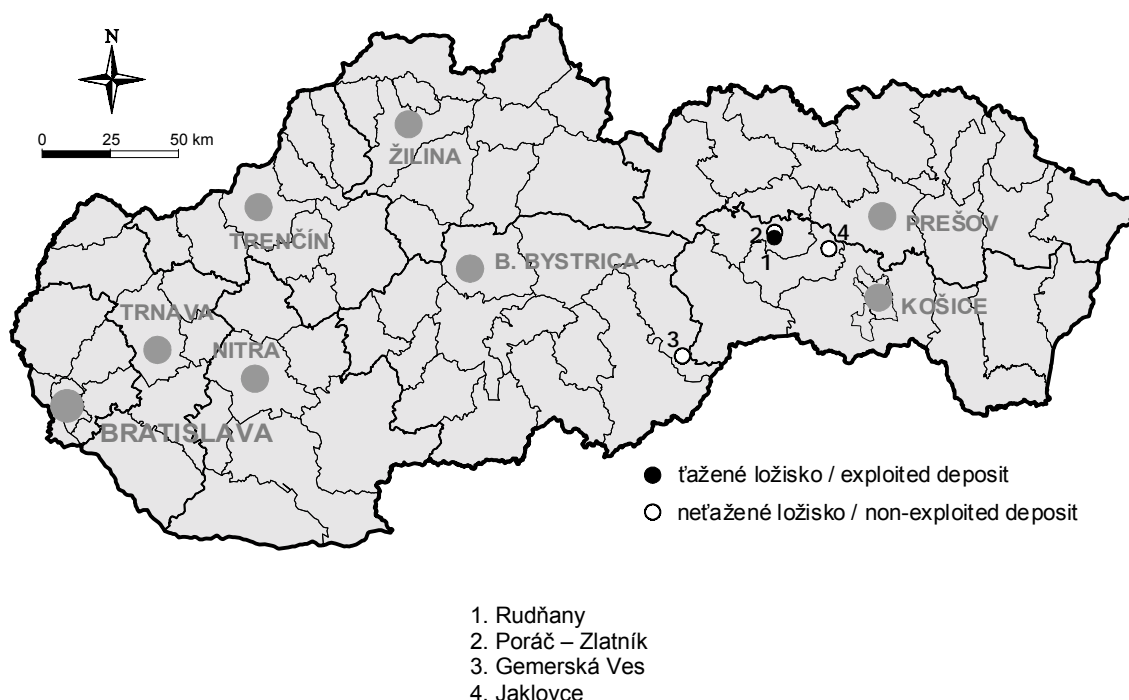 N
0 25 50 km
ŽILINA
TRENČÍN
PREŠOV
B. BYSTRICA
2
4
1
KOŠICE
TRNAVA
NITRA
3
BRATISLAVA
ťažené ložisko / exploited deposit
neťažené ložisko / non-exploited deposit
1. Rudňany
2. Poráč – Zlatník
3. Gemerská Ves
4. Jaklovce